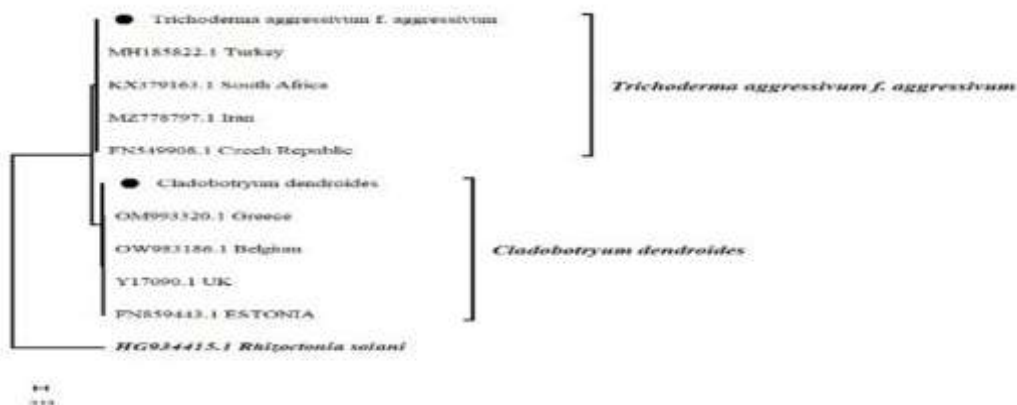 Trichoderma aggressivum f. aggressivum
MH185822.1 Turkey
KX379163.1 South Africa
Trichoderma aggressivum f. aggressivum
MZ778797.1 Iran
FN549908.1 Czech Republic
Cladobotryum dendroides
OM993320.1 Greece
OW983186.1 Belgium
Cladobotryum dendroides
Y17090.1 UK
FN859443.1 ESTONIA
HG934415.1 Rhizoctonia solani